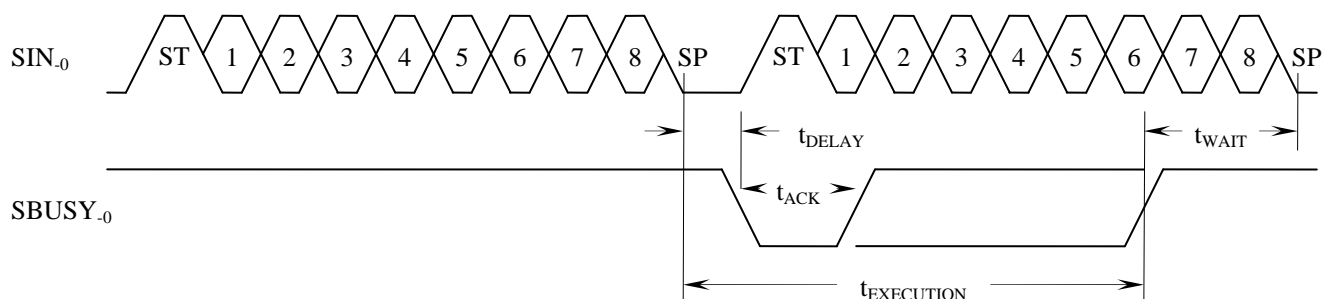 SIN-0 ST 1 2 3 4 5 6 7 8 SP ST 1 2 3 4 5 6 7 8 SP
tDELAY tWAIT
tACK
SBUSY-0
tEXECUTION